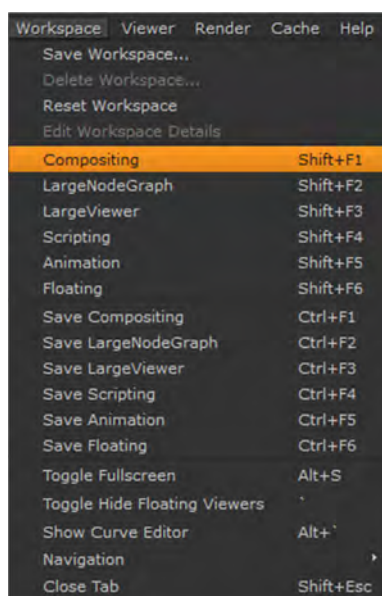 Workspace Viewer Render Cache Help
Save Workspace...
Delete Workspace...
Reset Workspace
Edit Workspace Details
Compositing Shift+F1
LargeNodeGraph Shift+F2
LargeViewer Shift+F3
Scripting Shift+F4
Animation Shift+F5
Floating Shift+F6
Save Compositing Ctrl+F1
Save LargeNodeGraph Ctrl+F2
Save LargeViewer Ctrl+F3
Save Scripting Ctrl+F4
Save Animation Ctrl+F5
Save Floating Ctrl+F6
Toggle Fullscreen Alt+S
Toggle Hide Floating Viewers `
Show Curve Editor Alt+`
Navigation
Close Tab Shift+Esc